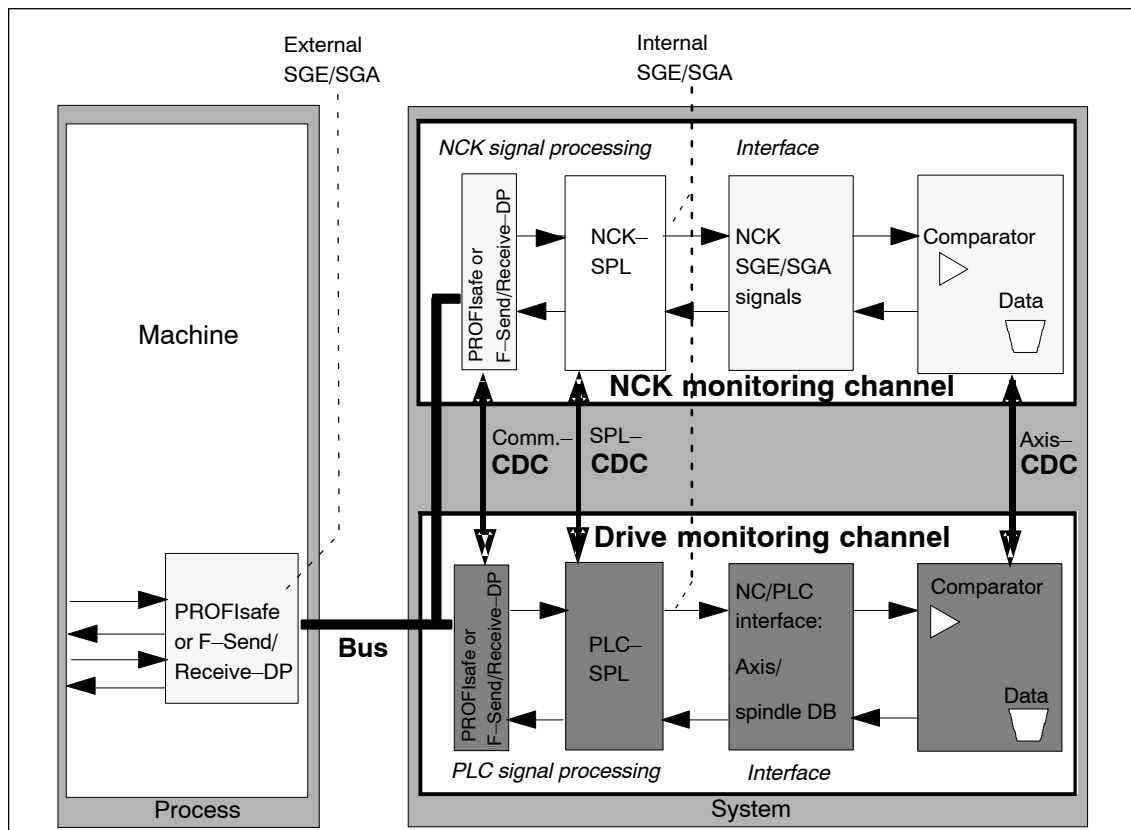 External
SGE/SGA
Internal
SGE/SGA
NCK signal processing
Interface
PROFIsafe or
F–Send/Receive–DP
NCK–
SPL
NCK
SGE/SGA
signals
Comparator
Data
NCK monitoring channel
Machine
Comm.–
CDC
SPL–
CDC
Axis–
CDC
Drive monitoring channel
PROFIsafe
or F–Send/
Receive–DP
Bus
PROFIsafe or
F–Send/Receive–DP
PLC–
SPL
NC/PLC
interface:
Axis/
spindle DB
Comparator
Data
PLC signal processing
Interface
Process
System